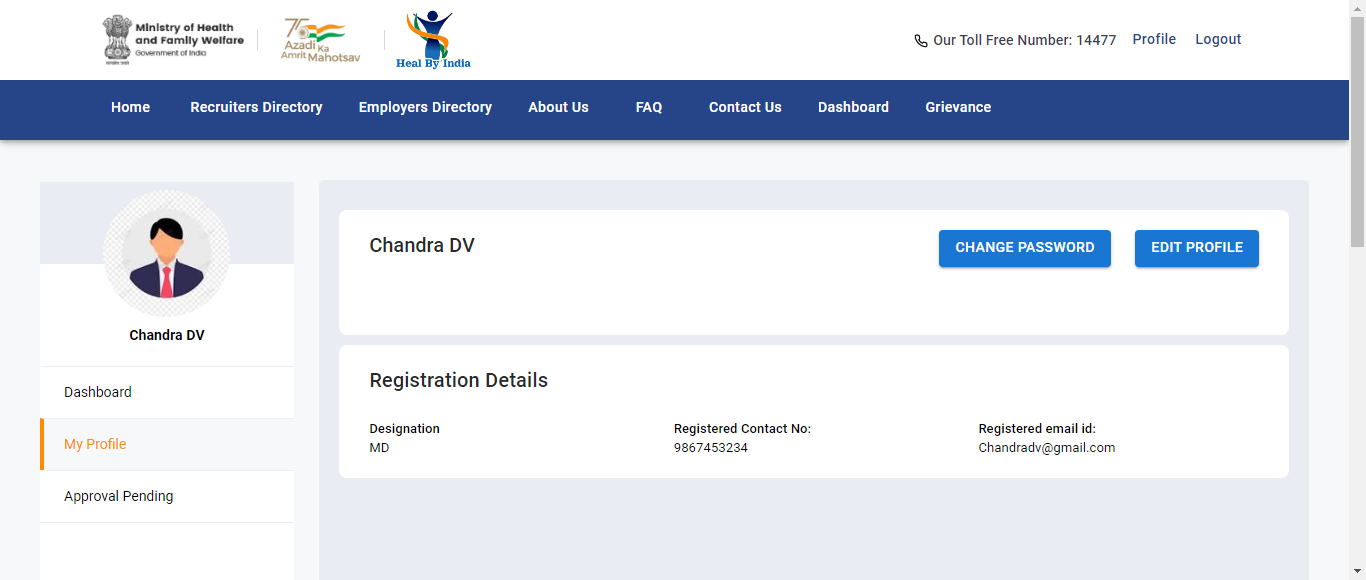 Ministry of Health
and Family Welfare
Government of India
75
Azadi Ka
Amrit Mahotsav
Heal By India
Our Toll Free Number: 14477 Profile Logout
Home Recruiters Directory Employers Directory About Us FAQ Contact Us Dashboard Grievance
Chandra DV
Dashboard
My Profile
Approval Pending
Chandra DV
CHANGE PASSWORD EDIT PROFILE
Registration Details
Designation Registered Contact No: Registered email id:
MD 9867453234 Chandradv@gmail.com